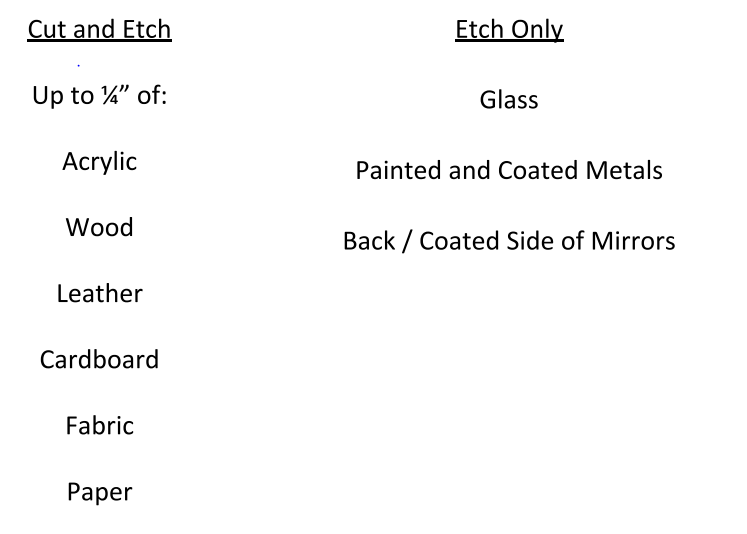 Cut and Etch
Up to ¼” of:
Acrylic
Wood
Leather
Cardboard
Fabric
Paper
Etch Only
Glass
Painted and Coated Metals
Back / Coated Side of Mirrors